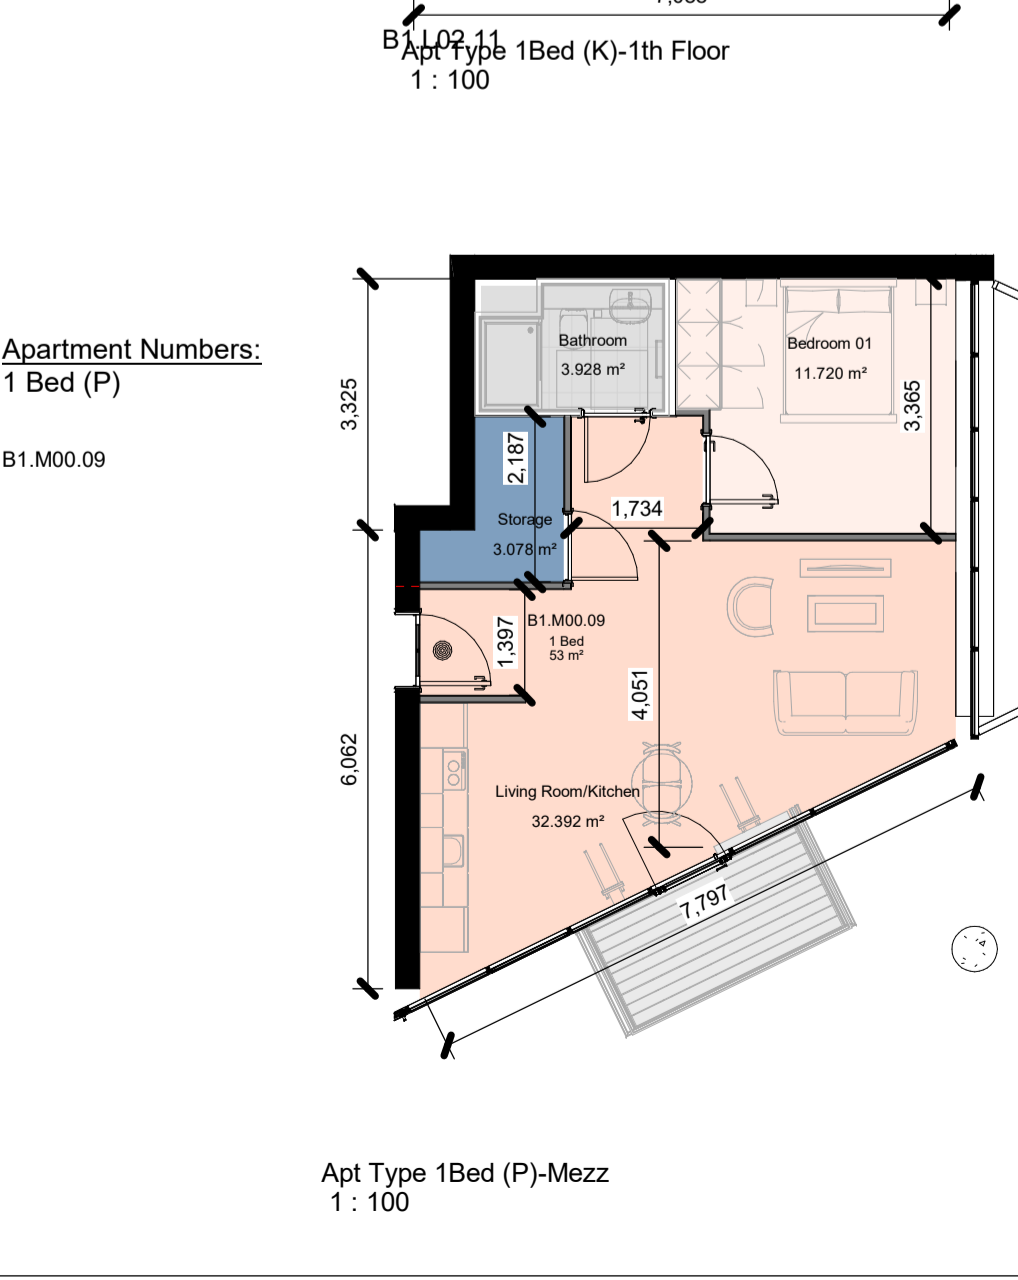 B1.L02.11
Apt Type 1Bed (K)-1th Floor
1 : 100
Apartment Numbers:
1 Bed (P)
B1.M00.09
Bathroom
3.928 m²
Bedroom 01
11.720 m²
3,325
3,365
2,187
1,734
Storage
3.078 m²
B1.M00.09
1 Bed
53 m²
1,397
4,051
6,062
Living Room/Kitchen
32.392 m²
7,797
Apt Type 1Bed (P)-Mezz
1 : 100